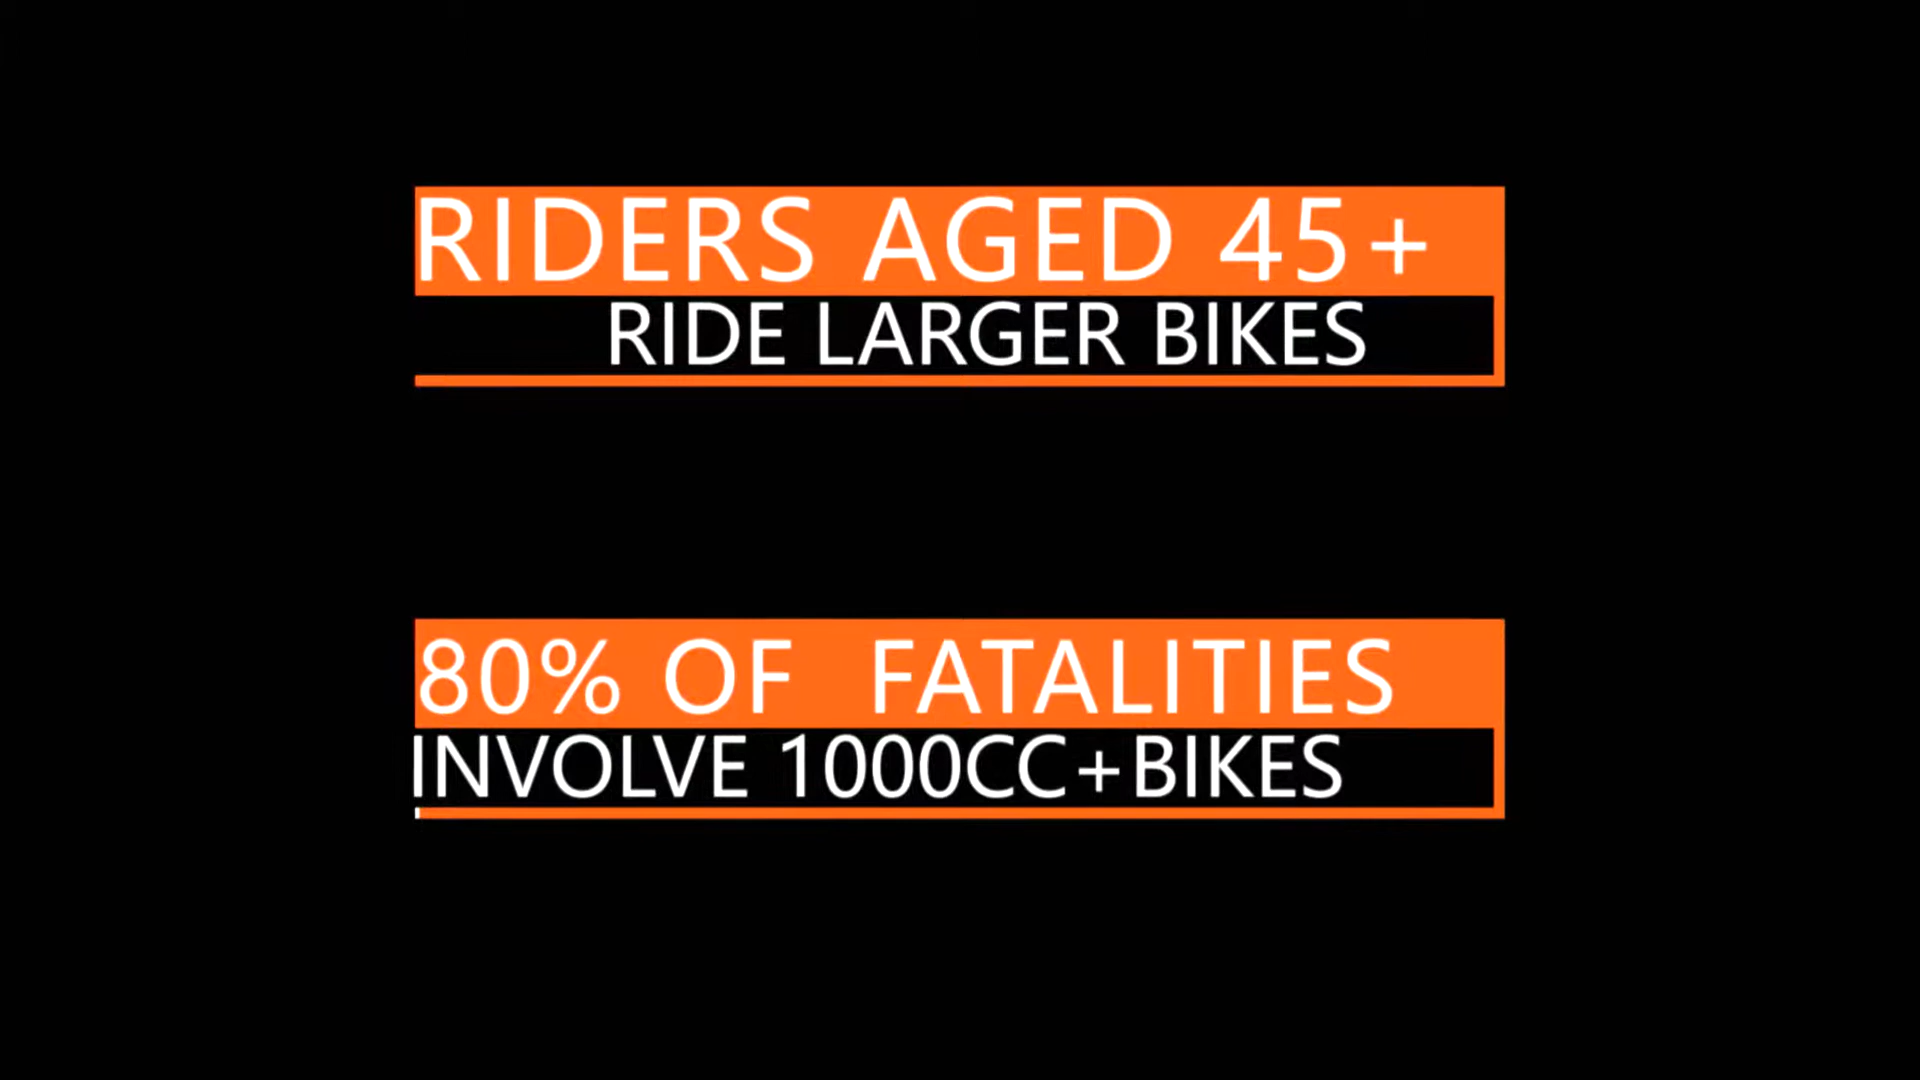 RIDERS AGED 45+
RIDE LARGER BIKES
80% OF FATALITIES
INVOLVE 1000CC+BIKES